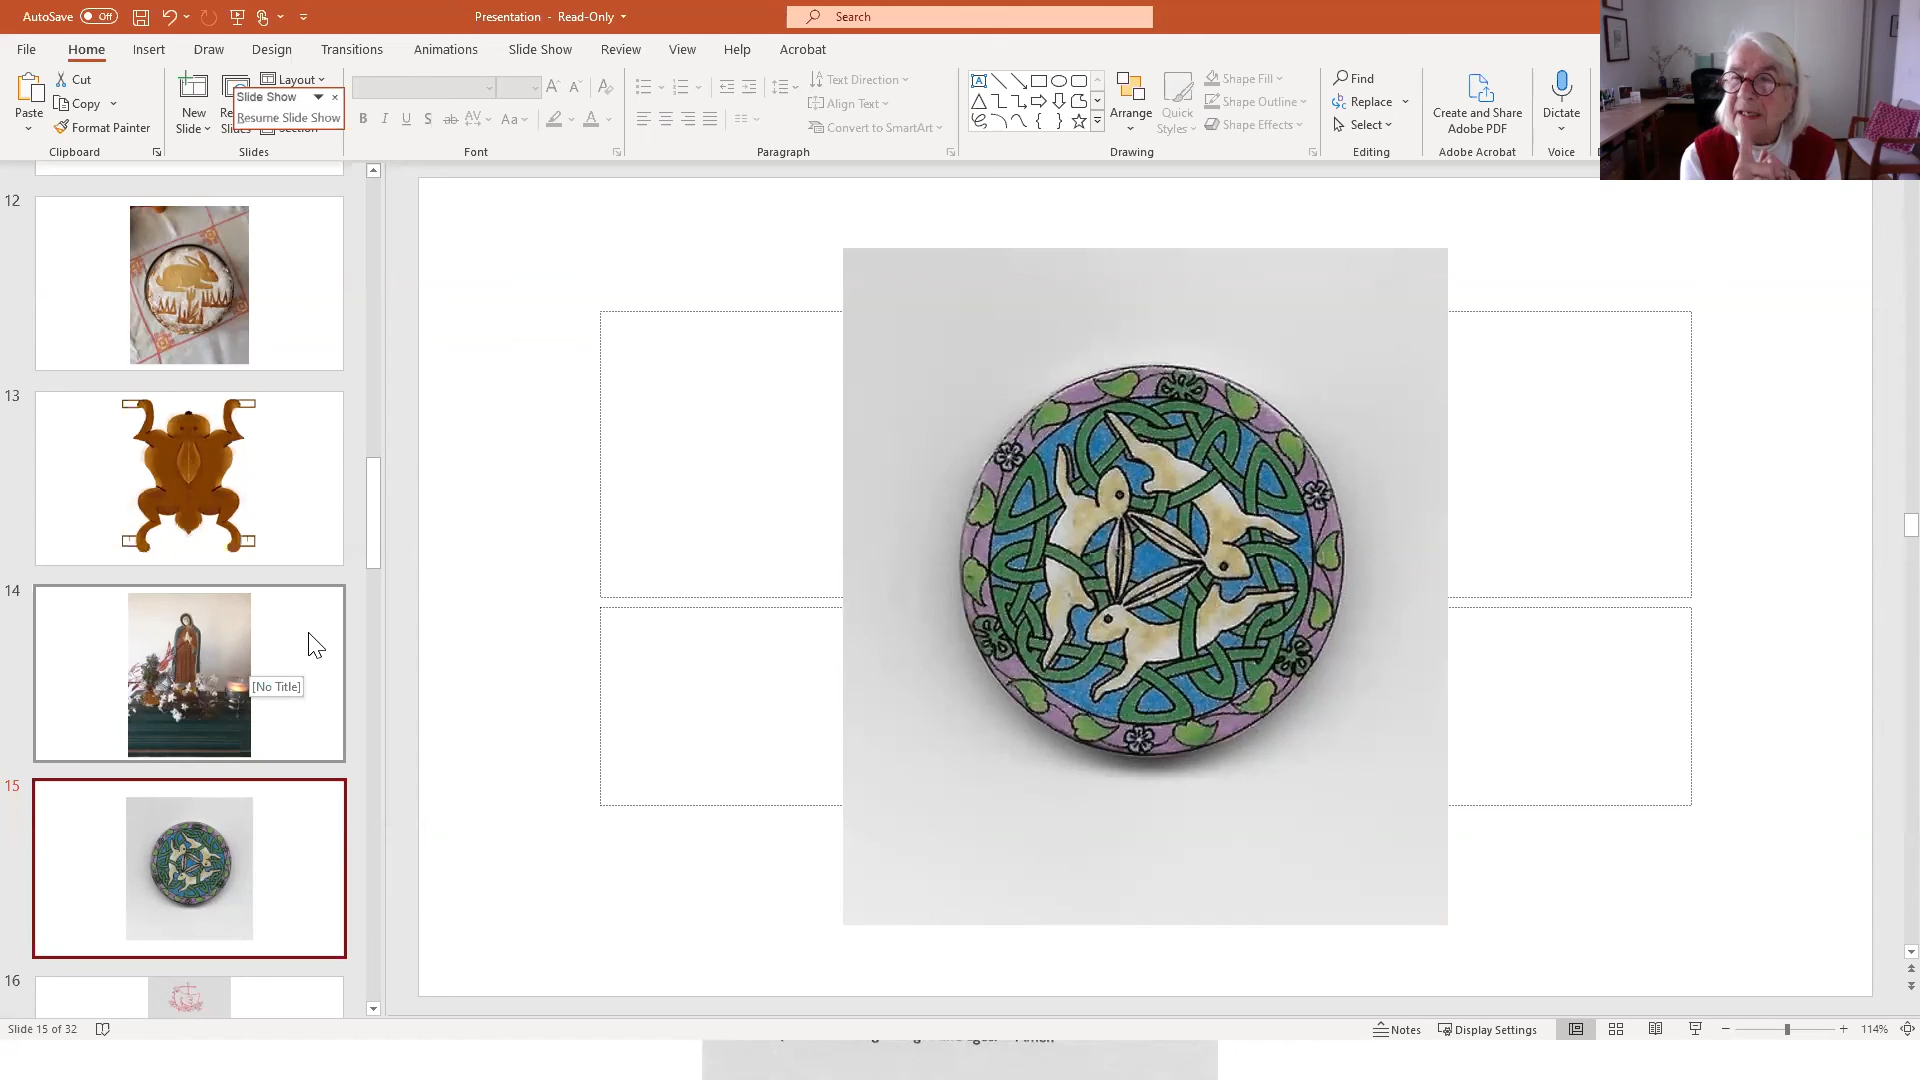 AutoSave Off
Presentation - Read-Only
Search
File Home Insert Draw Design Transitions Animations Slide Show Review View Help Acrobat
Paste
Cut
Copy
Format Painter
Clipboard
New
Slide
Layout
Slide Show
Resume Slide Show
Slides
Font
Text Direction
Align Text
Convert to SmartArt
Paragraph
Arrange
Quick
Styles
Shape Fill
Shape Outline
Shape Effects
Drawing
Find
Replace
Select
Editing
Create and Share
Adobe PDF
Adobe Acrobat
Dictate
Voice
12
13
14
[No Title]
15
16
Slide 15 of 32
Notes
Display Settings
114%